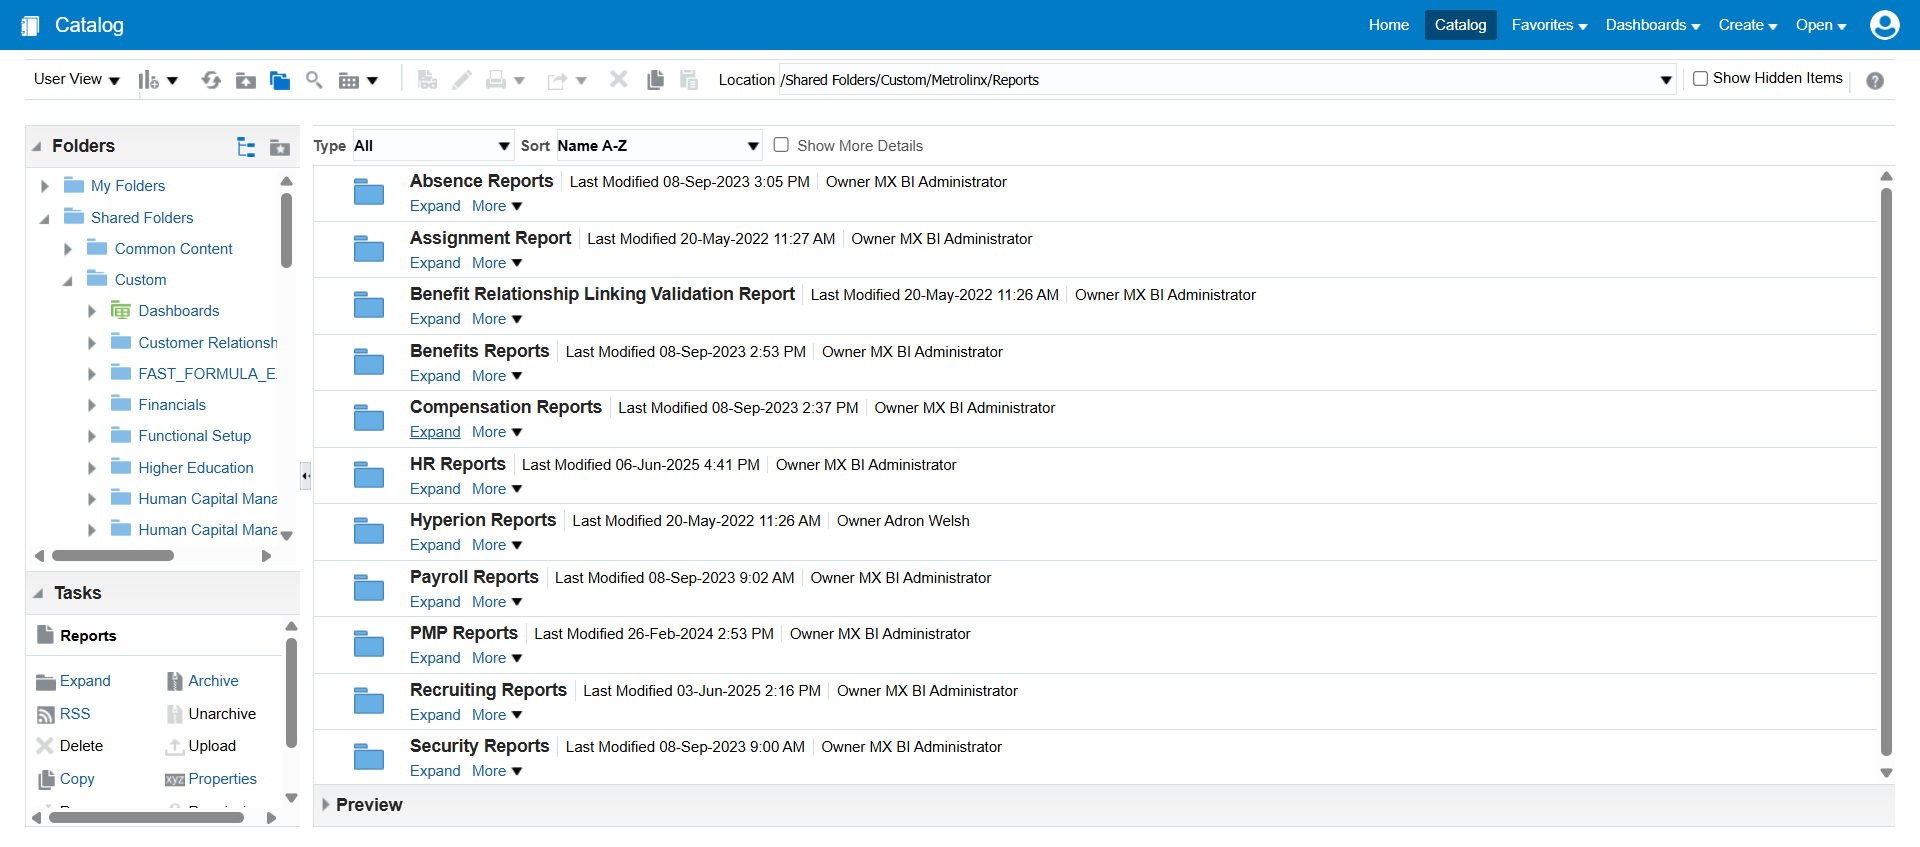 Catalog
Home Catalog Favorites Dashboards Create Open
User View
Location /Shared Folders/Custom/Metrolinx/Reports
Show Hidden Items
Folders
My Folders
Shared Folders
Common Content
Custom
Dashboards
Customer Relationsh
FAST_FORMULA_E
Financials
Functional Setup
Higher Education
Human Capital Mana
Human Capital Mana
Tasks
Reports
Expand Archive
RSS Unarchive
Delete Upload
Copy xyz Properties
Type All Sort Name A-Z Show More Details
Absence Reports Last Modified 08-Sep-2023 3:05 PM Owner MX BI Administrator
Expand More
Assignment Report Last Modified 20-May-2022 11:27 AM Owner MX BI Administrator
Expand More
Benefit Relationship Linking Validation Report Last Modified 20-May-2022 11:26 AM Owner MX BI Administrator
Expand More
Benefits Reports Last Modified 08-Sep-2023 2:53 PM Owner MX BI Administrator
Expand More
Compensation Reports Last Modified 08-Sep-2023 2:37 PM Owner MX BI Administrator
Expand More
HR Reports Last Modified 06-Jun-2025 4:41 PM Owner MX BI Administrator
Expand More
Hyperion Reports Last Modified 20-May-2022 11:26 AM Owner Adron Welsh
Expand More
Payroll Reports Last Modified 08-Sep-2023 9:02 AM Owner MX BI Administrator
Expand More
PMP Reports Last Modified 26-Feb-2024 2:53 PM Owner MX BI Administrator
Expand More
Recruiting Reports Last Modified 03-Jun-2025 2:16 PM Owner MX BI Administrator
Expand More
Security Reports Last Modified 08-Sep-2023 9:00 AM Owner MX BI Administrator
Expand More
Preview